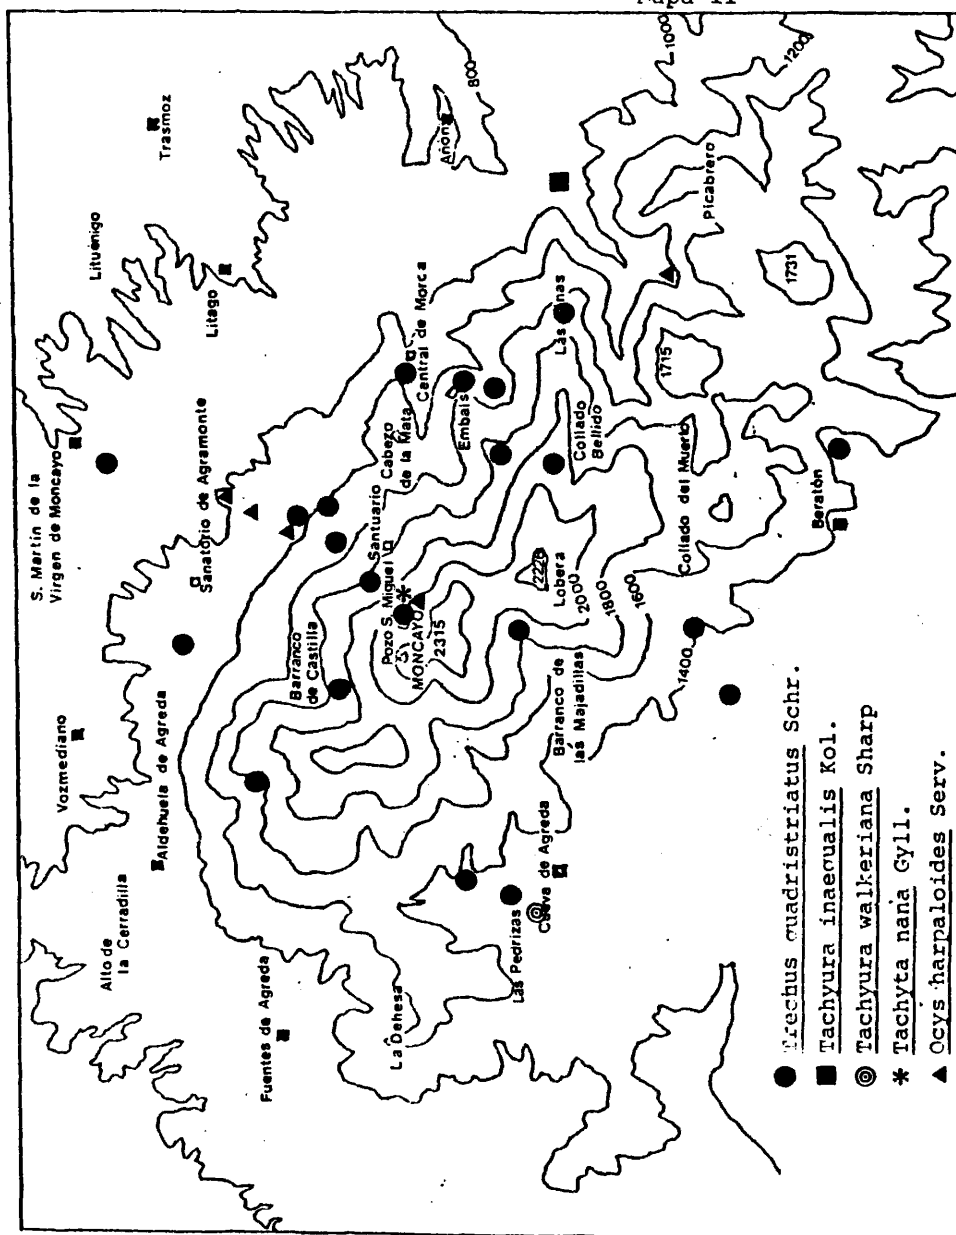 Mapa II
S. Martín de la
Virgen de Moncayo
Lituénigo
Trasmoz
Litago
Vozmediano
Sanatorio de Agramonte
Aldehuela de Agreda
Alto de
la Cerradilla
Fuentes de Agreda
La Dehesa
Las Pedrizas
Cueva de Agreda
Barranco
de Castilla
Pozo S. Miguel
MONCAYO
2315
Santuario
Cabezo
de la Mata
Central de Morca
Embalse
Añón
800
1000
1200
Picabrero
Collado
Bellido
1715
1731
2226
Lobera
2000
1800
1600
1400
Barranco de
las Majadillas
Collado del Muerto
Beratón
Trechus quadristriatus Schr.
Tachyura inaequalis Kol.
Tachyura walkeriana Sharp
Tachyta nana Gyll.
Ocys harpaloides Serv.